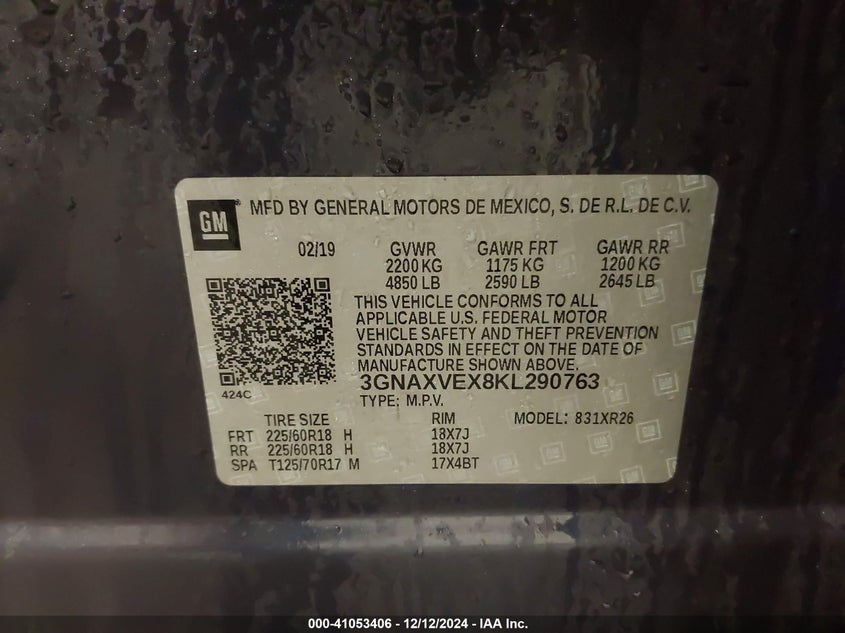 GM ® MFD BY GENERAL MOTORS DE MEXICO, S. DE R.L. DE C.V.
02/19 GVWR GAWR FRT GAWR RR
2200 KG 1175 KG 1200 KG
4850 LB 2590 LB 2645 LB
THIS VEHICLE CONFORMS TO ALL
APPLICABLE U.S. FEDERAL MOTOR
VEHICLE SAFETY AND THEFT PREVENTION
STANDARDS IN EFFECT ON THE DATE OF
MANUFACTURE SHOWN ABOVE.
424C 3GNAXVEX8KL290763
TYPE: M.P.V.
TIRE SIZE RIM MODEL: 831XR26
FRT 225/60R18 H 18X7J
RR 225/60R18 H 18X7J
SPA T125/70R17 M 17X4BT
000-41053406 - 12/12/2024 - IAA Inc.